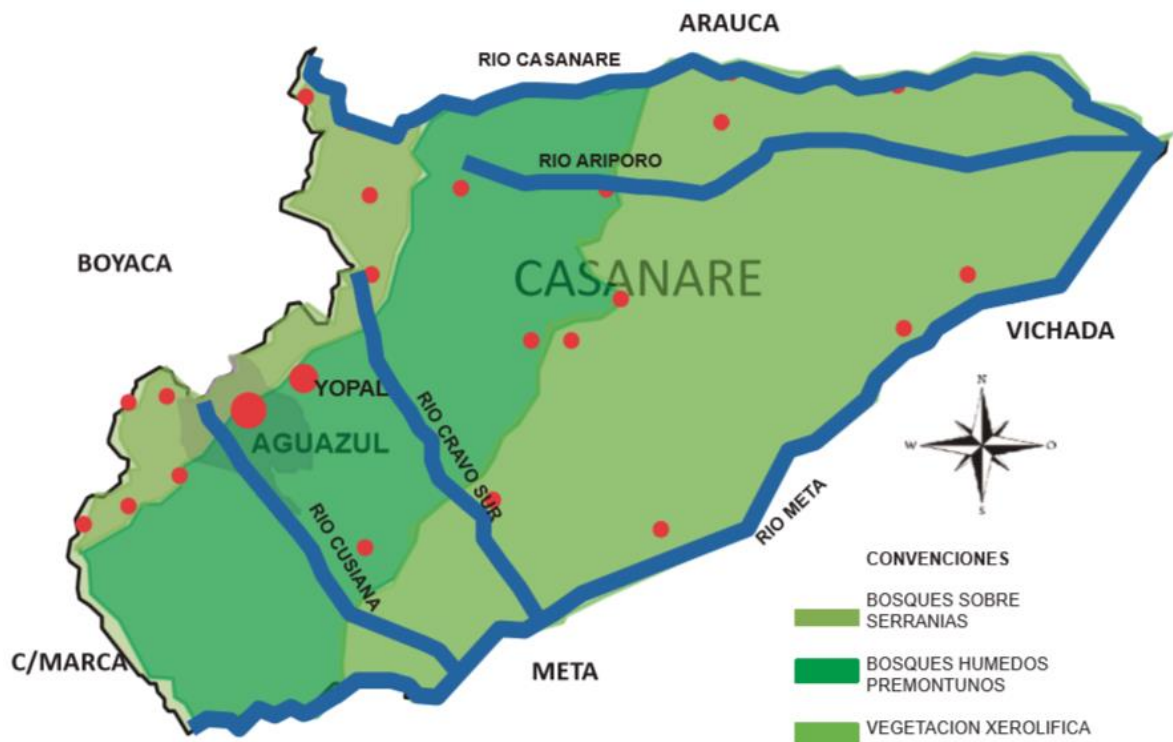 ARAUCA
RIO CASANARE
RIO ARIPORO
BOYACA
CASANARE
VICHADA
YOPAL
AGUAZUL
RIO CRAVO SUR
RIO CUSIANA
RIO META
C/MARCA
META
N
W
O
S
CONVENCIONES
BOSQUES SOBRE
SERRANIAS
BOSQUES HUMEDOS
PREMONTUNOS
VEGETACION XEROLIFICA